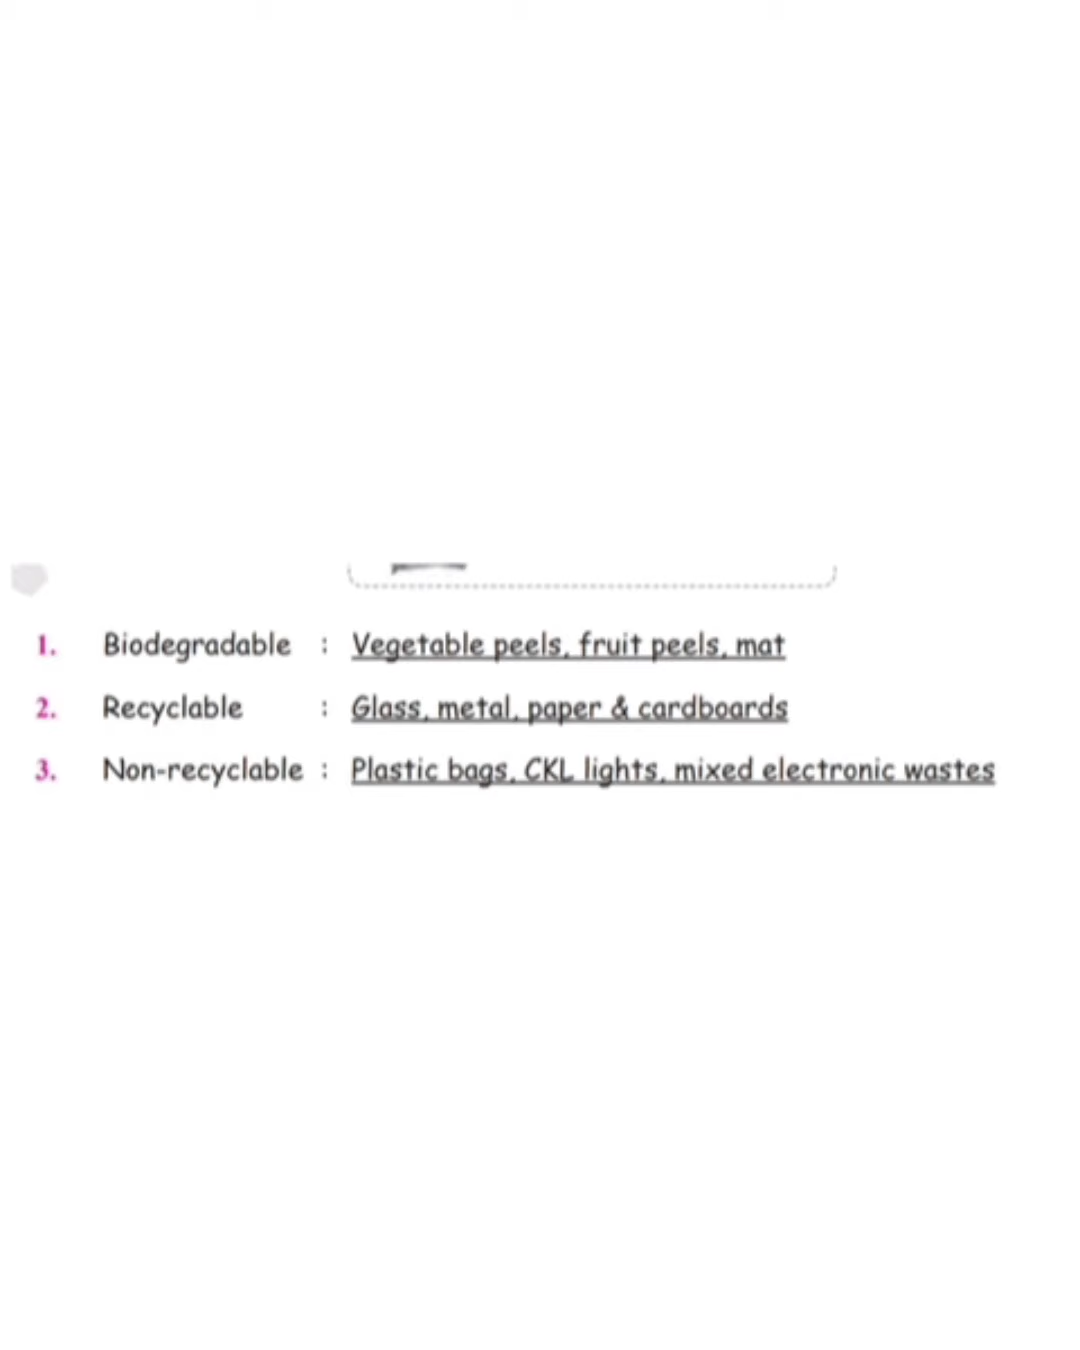 1. Biodegradable : Vegetable peels, fruit peels, mat
2. Recyclable : Glass, metal, paper & cardboards
3. Non-recyclable : Plastic bags, CKL lights, mixed electronic wastes